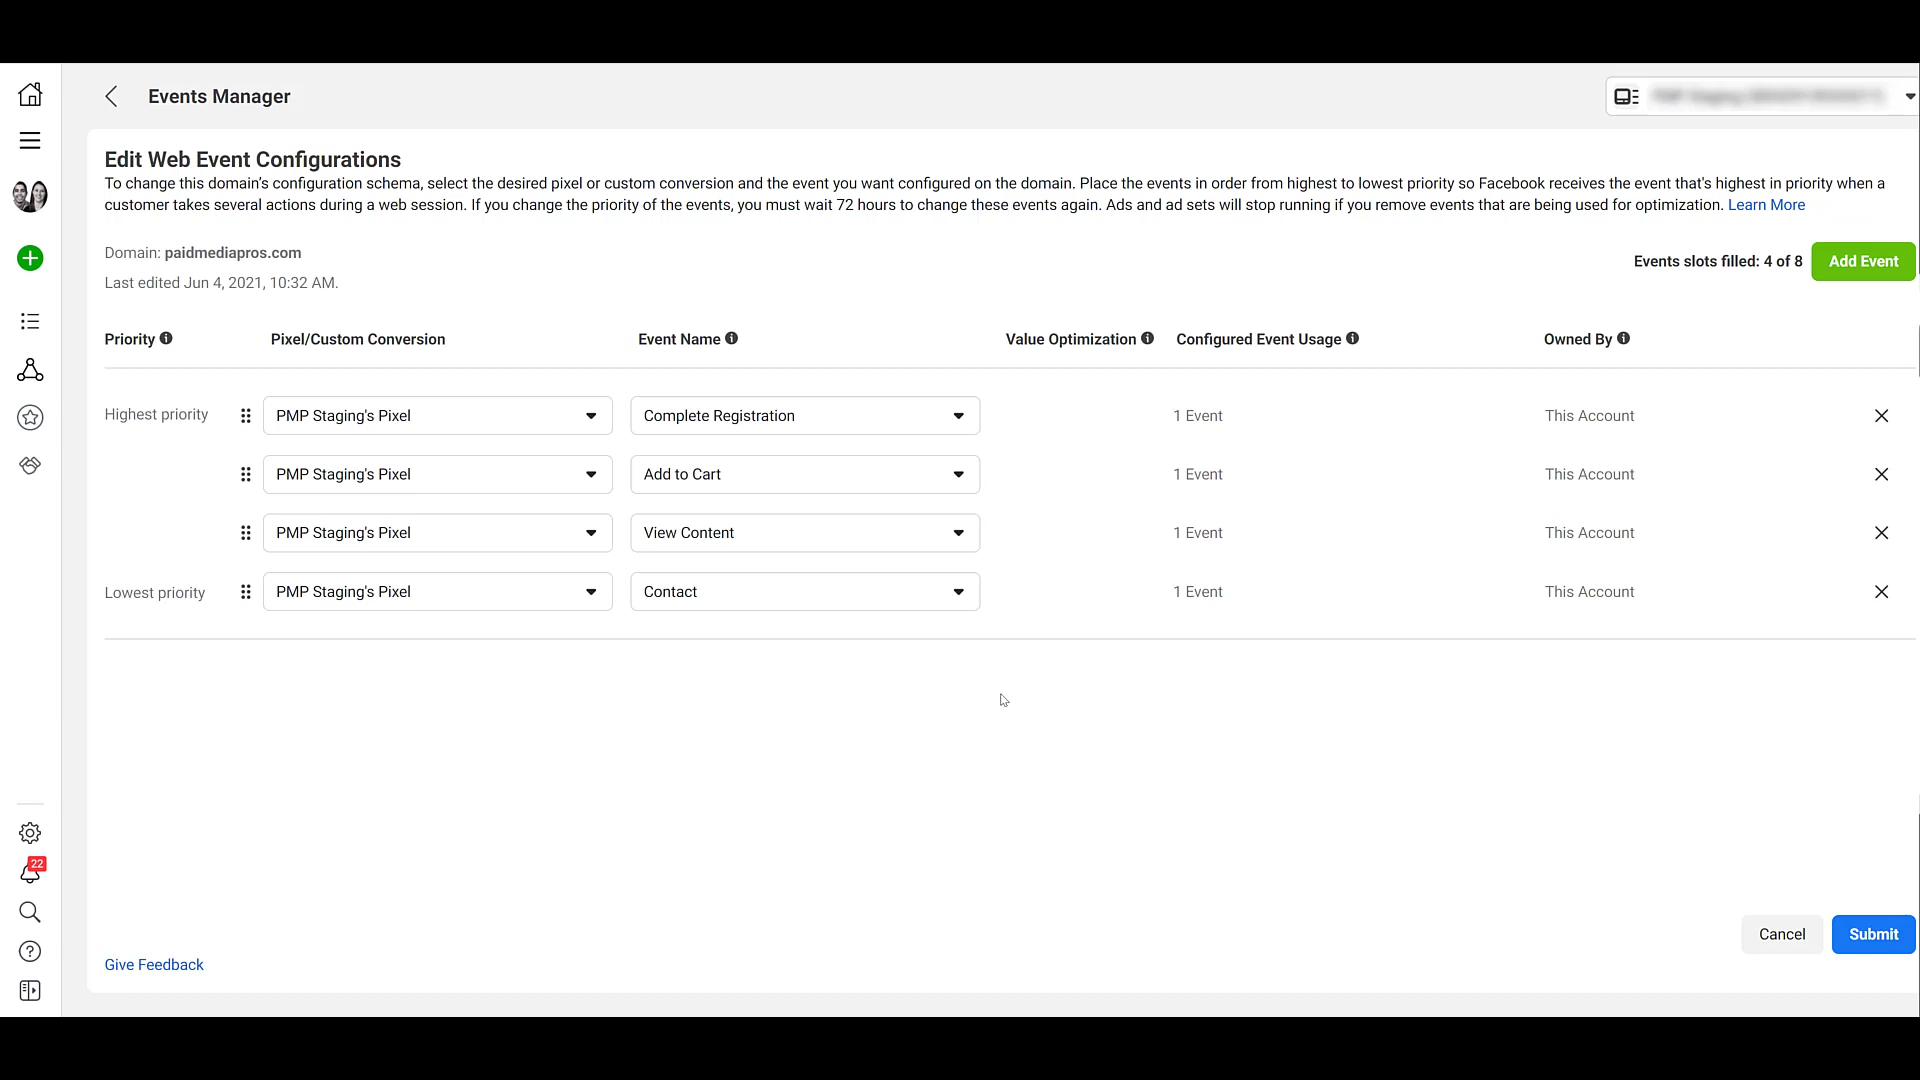 Events Manager
Edit Web Event Configurations
To change this domain's configuration schema, select the desired pixel or custom conversion and the event you want configured on the domain. Place the events in order from highest to lowest priority so Facebook receives the event that's highest in priority when a
customer takes several actions during a web session. If you change the priority of the events, you must wait 72 hours to change these events again. Ads and ad sets will stop running if you remove events that are being used for optimization. Learn More
Domain: paidmediapros.com
Events slots filled: 4 of 8 Add Event
Last edited Jun 4, 2021, 10:32 AM.
Priority Pixel/Custom Conversion Event Name Value Optimization Configured Event Usage Owned By
Highest priority PMP Staging's Pixel Complete Registration 1 Event This Account
PMP Staging's Pixel Add to Cart 1 Event This Account
PMP Staging's Pixel View Content 1 Event This Account
Lowest priority PMP Staging's Pixel Contact 1 Event This Account
22
Cancel Submit
Give Feedback